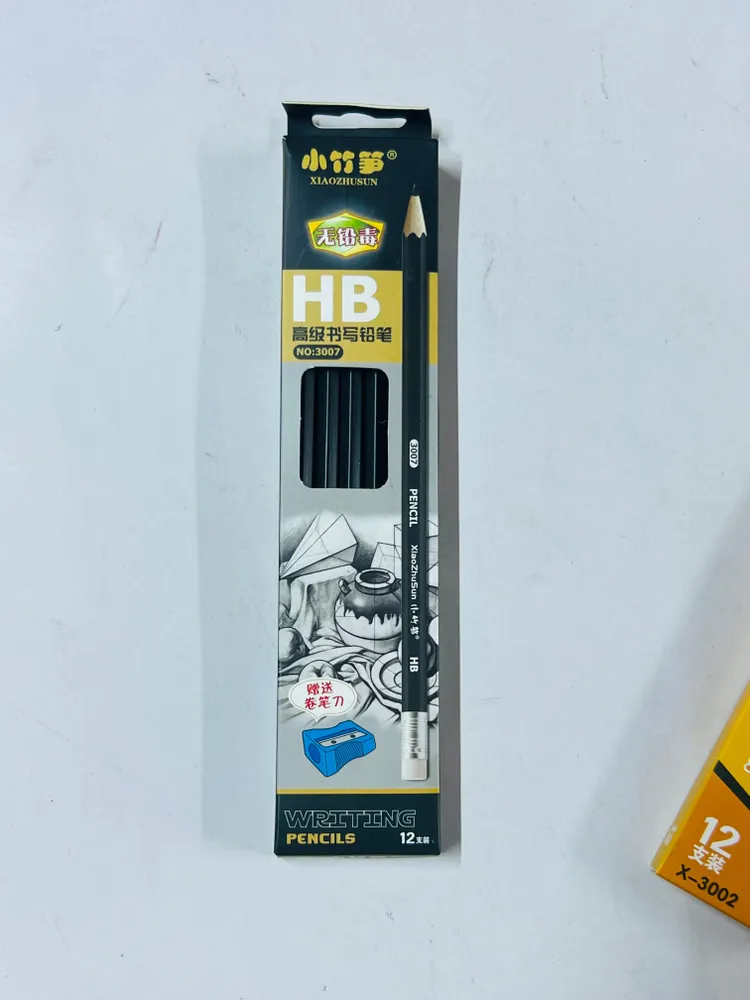 小竹笋®
XIAOZHUSUN
无铅毒
HB
高级书写铅笔
NO:3007
3007 PENCIL XiaoZhuSun 小竹笋® HB
赠送
卷笔刀
WRITING
PENCILS
12支装
12
支装
X-3002